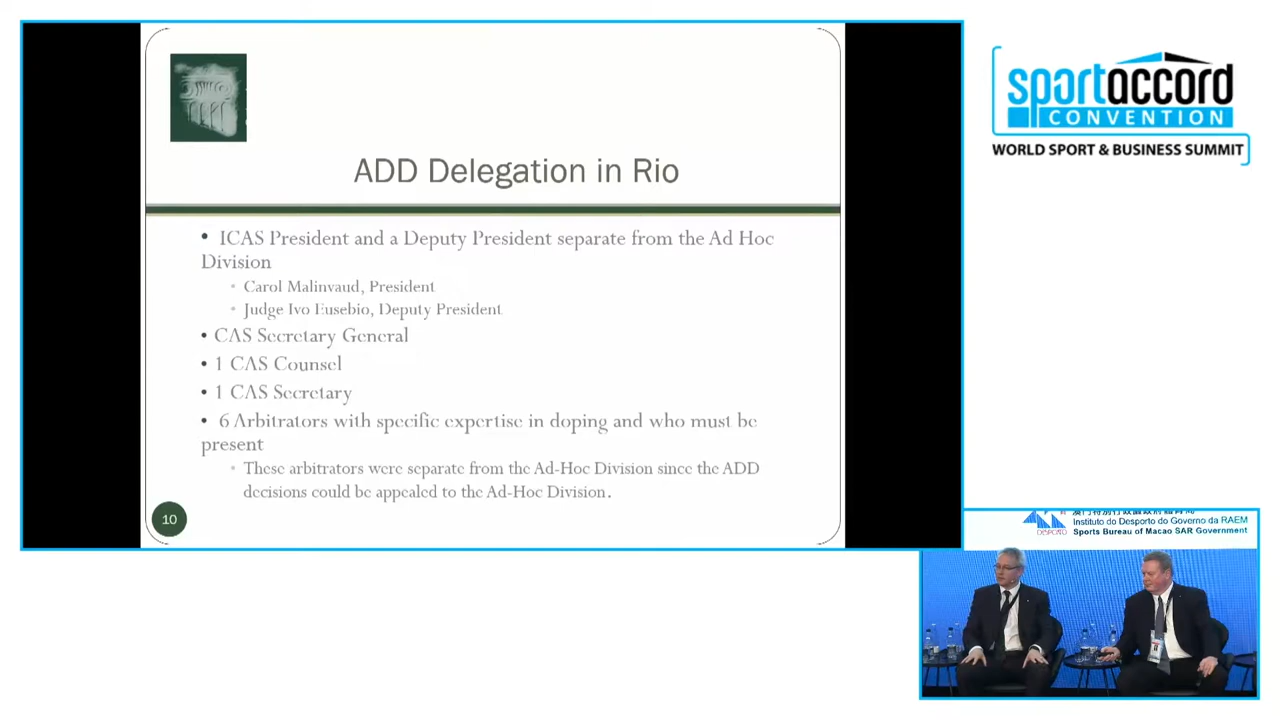 ADD Delegation in Rio
• ICAS President and a Deputy President separate from the Ad Hoc
Division
Carol Malinvaud, President
Judge Ivo Eusebio, Deputy President
• CAS Secretary General
• 1 CAS Counsel
• 1 CAS Secretary
• 6 Arbitrators with specific expertise in doping and who must be
present
These arbitrators were separate from the Ad-Hoc Division since the ADD
decisions could be appealed to the Ad-Hoc Division.
10
sportaccord
CONVENTION
WORLD SPORT & BUSINESS SUMMIT
DESPORTO
Instituto do Desporto do Governo da RAEM
Sports Bureau of Macao SAR Government